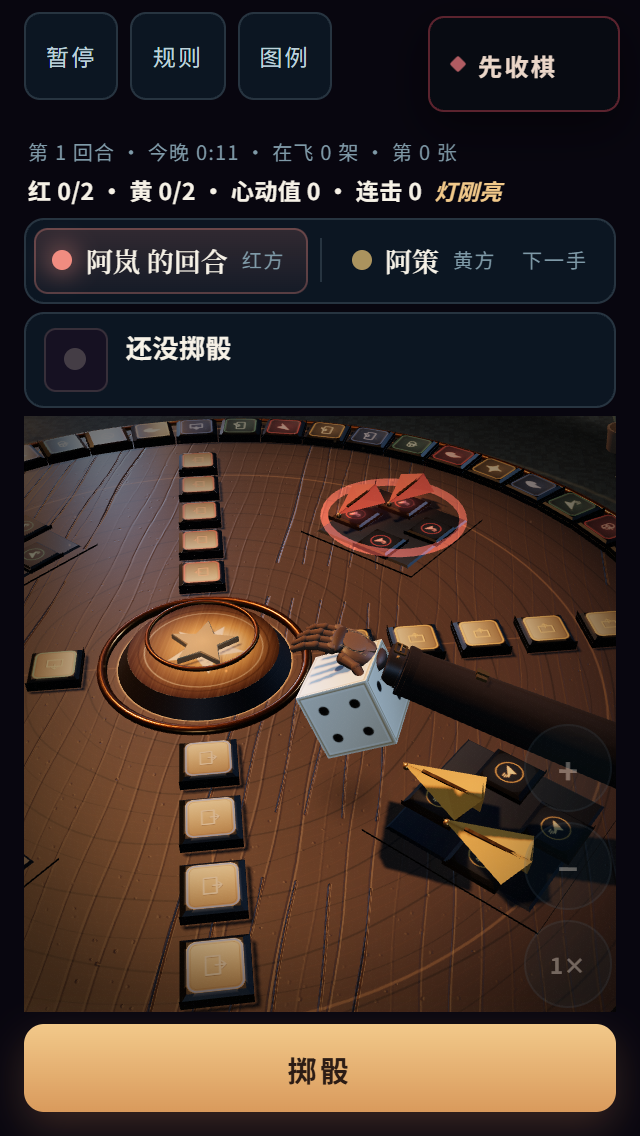 暂停
规则
图例
先收棋
第 1 回合 • 今晚 0:11 • 在飞 0 架 • 第 0 张
红 0/2 • 黄 0/2 • 心动值 0 • 连击 0 灯刚亮
阿岚 的回合 红方
阿策 黄方 下一手
还没掷骰
+
−
1×
掷骰